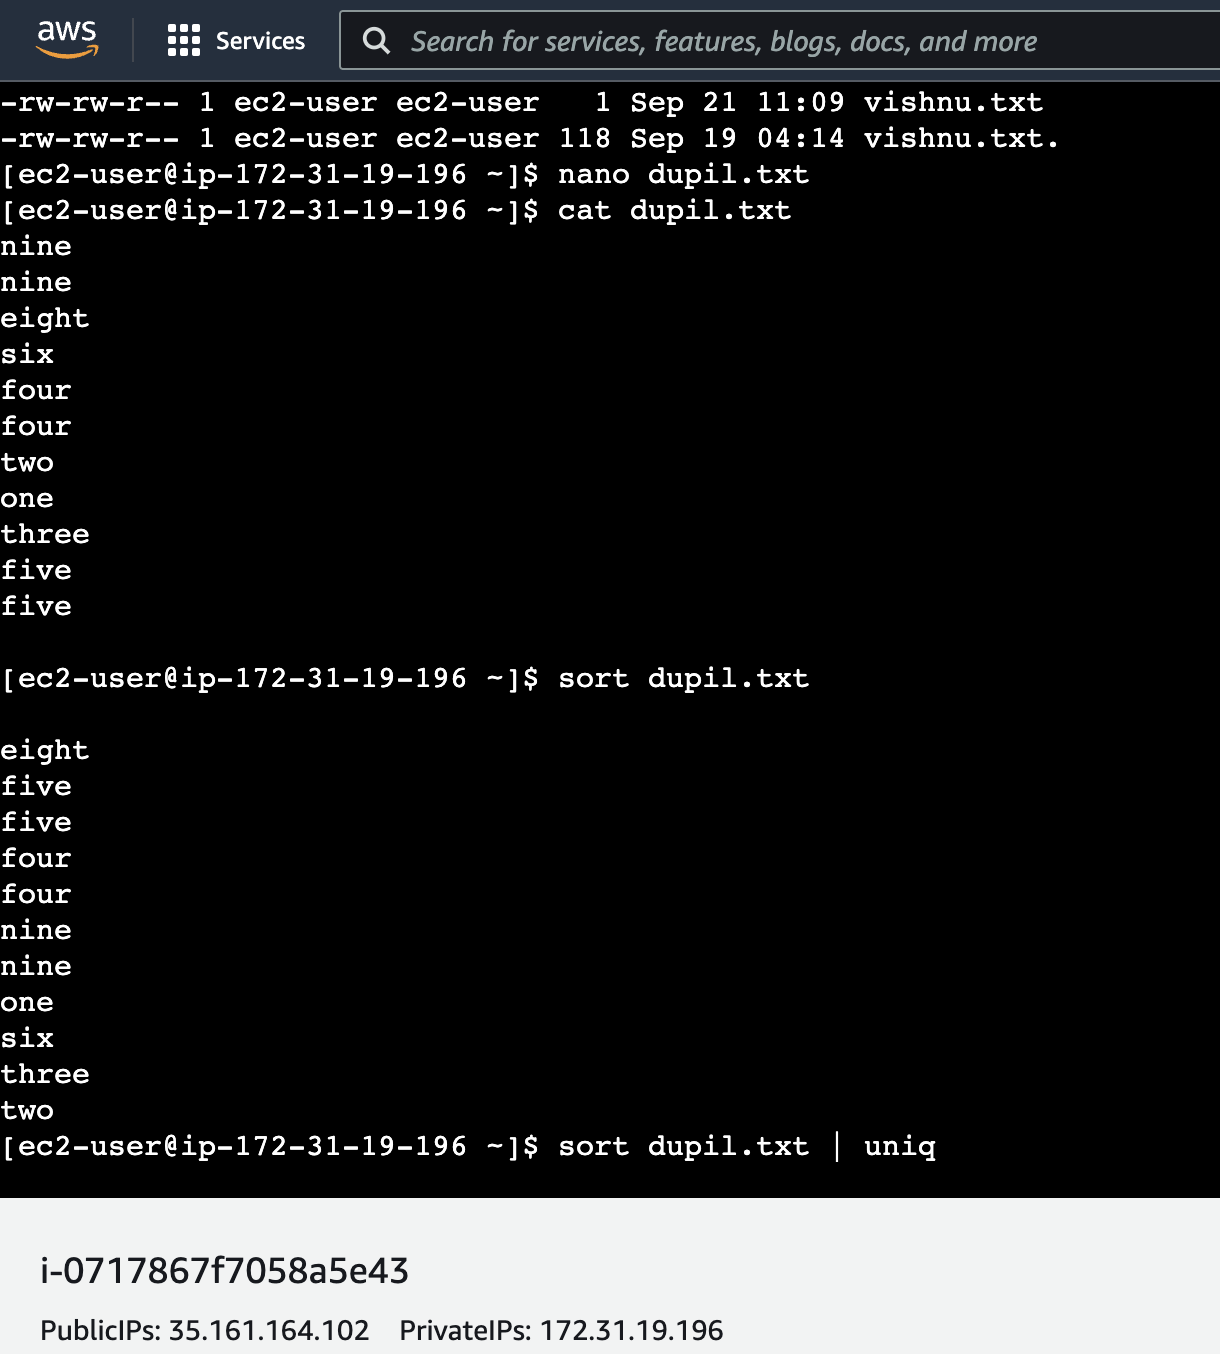 aws Services Search for services, features, blogs, docs, and more
-rw-rw-r-- 1 ec2-user ec2-user   1 Sep 21 11:09 vishnu.txt
-rw-rw-r-- 1 ec2-user ec2-user 118 Sep 19 04:14 vishnu.txt.
[ec2-user@ip-172-31-19-196 ~]$ nano dupil.txt
[ec2-user@ip-172-31-19-196 ~]$ cat dupil.txt
nine
nine
eight
six
four
four
two
one
three
five
five
[ec2-user@ip-172-31-19-196 ~]$ sort dupil.txt
eight
five
five
four
four
nine
nine
one
six
three
two
[ec2-user@ip-172-31-19-196 ~]$ sort dupil.txt | uniq
i-0717867f7058a5e43
PublicIPs: 35.161.164.102 PrivateIPs: 172.31.19.196